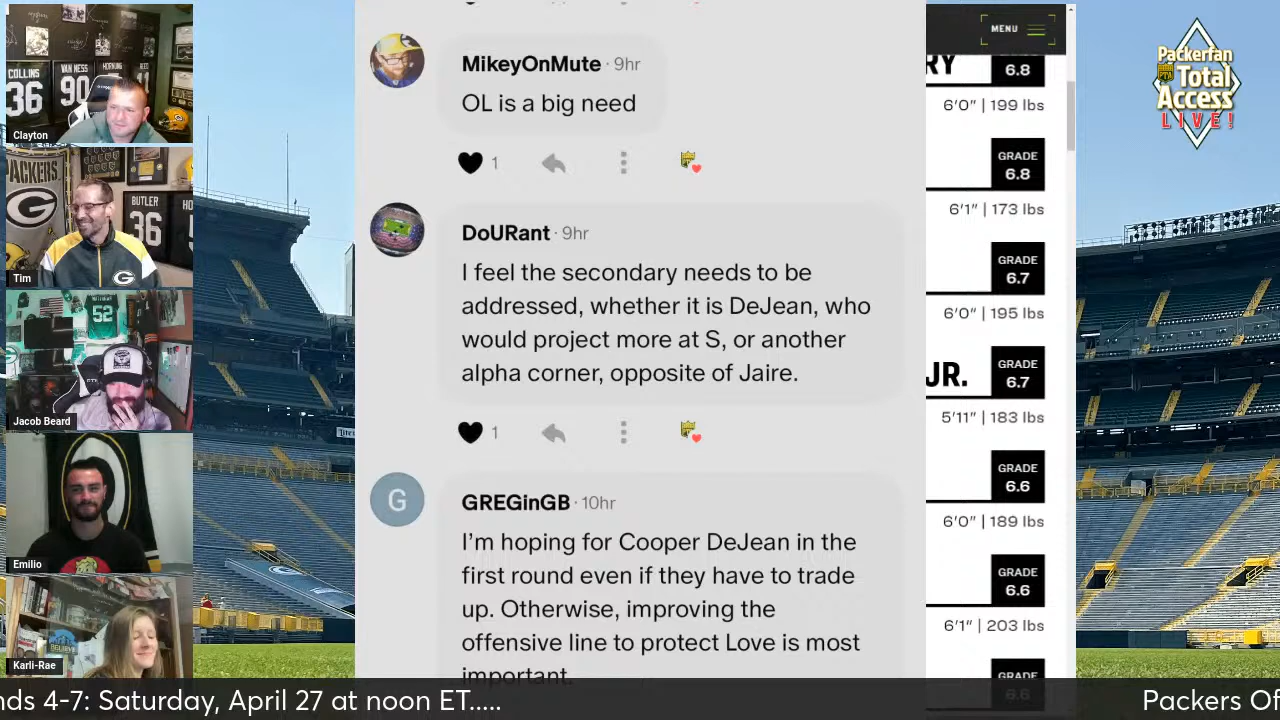 COLLINS
36
VAN NESS
90
HORNUNG
Clayton
PACKERS
G
BUTLER
36
HO
G
Tim
52
Jacob Beard
Emilio
BELIEVE
Karli-Rae
MikeyOnMute · 9hr
OL is a big need
1
DoURant · 9hr
I feel the secondary needs to be
addressed, whether it is DeJean, who
would project more at S, or another
alpha corner, opposite of Jaire.
1
G
GREGinGB · 10hr
I’m hoping for Cooper DeJean in the
first round even if they have to trade
up. Otherwise, improving the
offensive line to protect Love is most
important.
MENU
RY
6.8
6’0” | 199 lbs
GRADE
6.8
6’1” | 173 lbs
GRADE
6.7
6’0” | 195 lbs
JR.
GRADE
6.7
5’11” | 183 lbs
GRADE
6.6
6’0” | 189 lbs
GRADE
6.6
6’1” | 203 lbs
GRADE
6.6
Packerfan
PTA
Total
Access
LIVE!
nds 4-7: Saturday, April 27 at noon ET.....
Packers Of